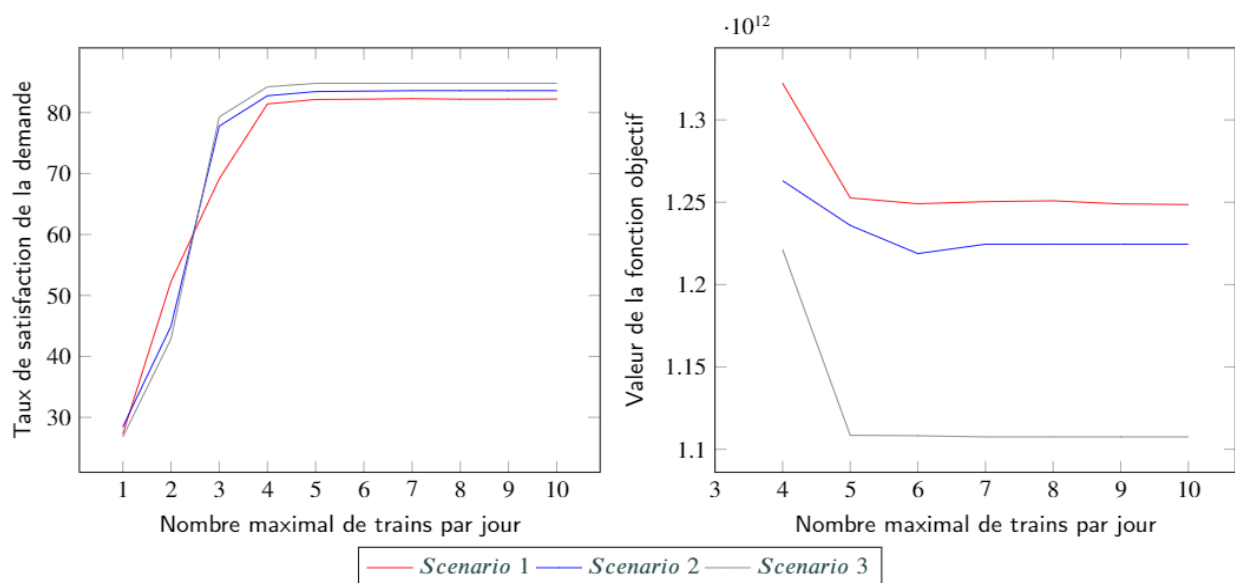 Taux de satisfaction de la demande
80
70
60
50
40
30
1 2 3 4 5 6 7 8 9 10
Nombre maximal de trains par jour
·10^12
Valeur de la fonction objectif
1.3
1.25
1.2
1.15
1.1
3 4 5 6 7 8 9 10
Nombre maximal de trains par jour
Scenario 1 Scenario 2 Scenario 3